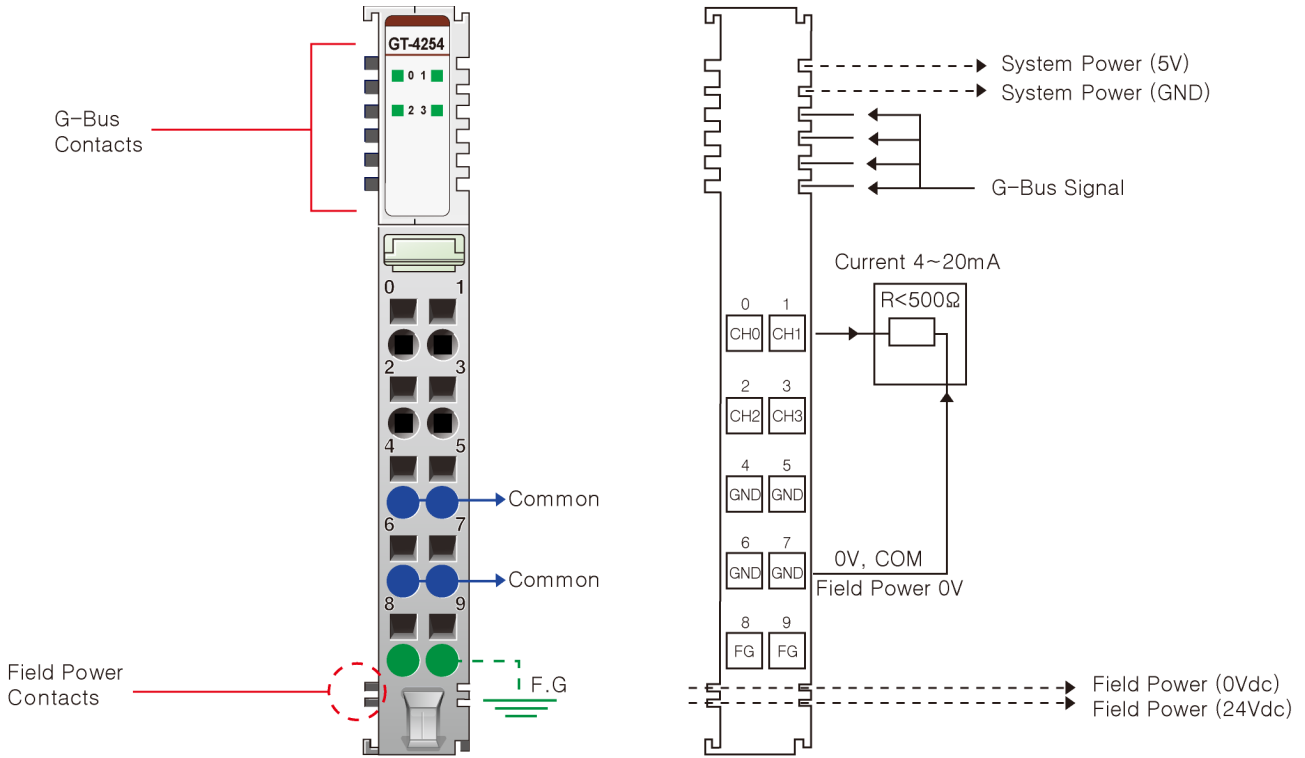 GT-4254
0 1
2 3
G-Bus
Contacts
0 1
2 3
4 5
Common
6 7
Common
8 9
Field Power
Contacts
F.G
System Power (5V)
System Power (GND)
G-Bus Signal
Current 4~20mA
R<500Ω
0 1
CH0 CH1
2 3
CH2 CH3
4 5
GND GND
6 7
GND GND
0V, COM
Field Power 0V
8 9
FG FG
Field Power (0Vdc)
Field Power (24Vdc)